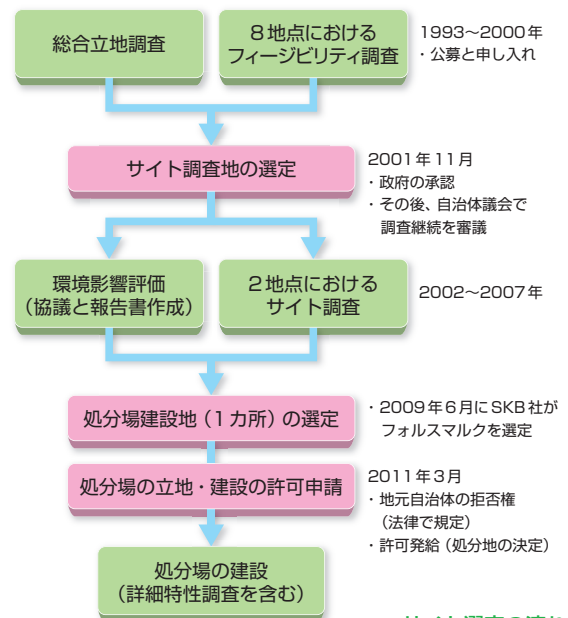 総合立地調査
8地点における
フィージビリティ調査
1993～2000年
・公募と申し入れ
サイト調査地の選定
2001年11月
・政府の承認
・その後、自治体議会で
調査継続を審議
環境影響評価
（協議と報告書作成）
2地点における
サイト調査
2002～2007年
処分場建設地（1カ所）の選定
・2009年6月にSKB社が
フォルスマルクを選定
処分場の立地・建設の許可申請
2011年3月
・地元自治体の拒否権
（法律で規定）
・許可発給（処分地の決定）
処分場の建設
（詳細特性調査を含む）